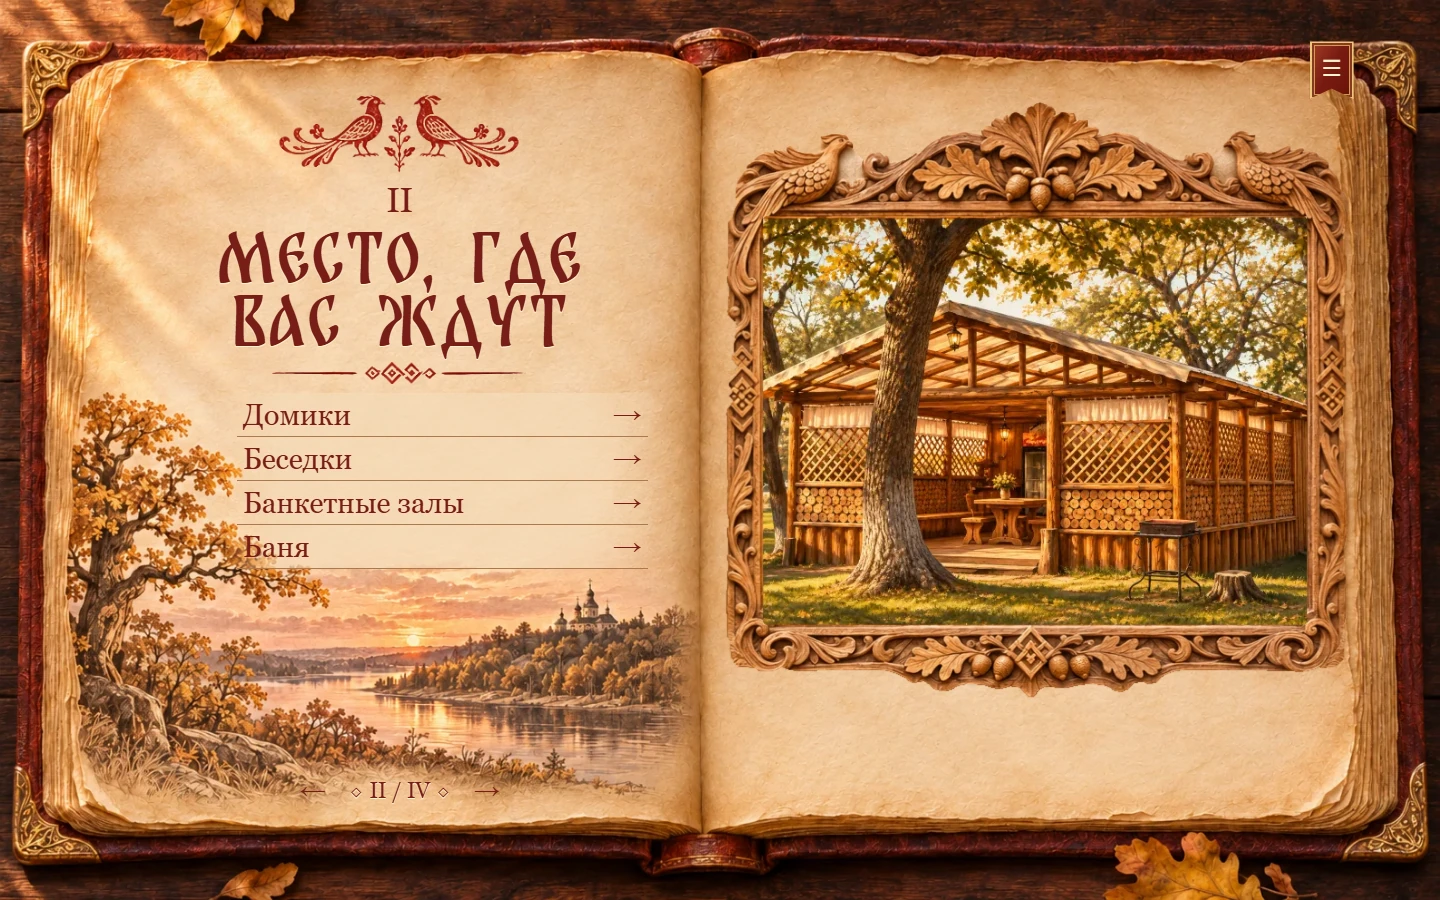 II
МЕСТО, ГДЕ
ВАС ЖДУТ
Домики →
Беседки →
Банкетные залы →
Баня →
← ◇ II / IV ◇ →